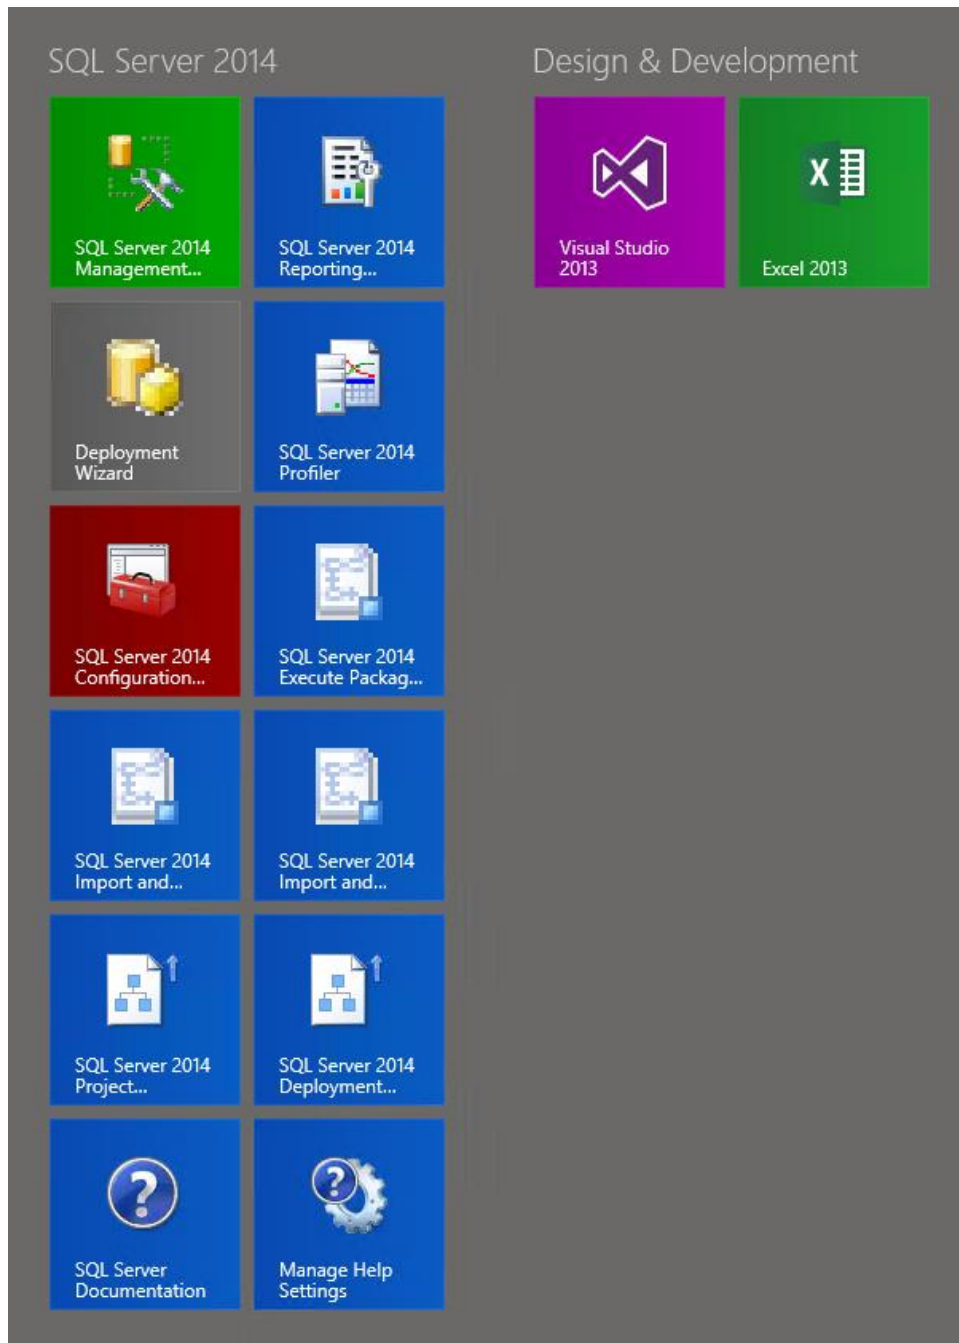 SQL Server 2014
Design & Development
SQL Server 2014
Management...
SQL Server 2014
Reporting...
Visual Studio
2013
Excel 2013
Deployment
Wizard
SQL Server 2014
Profiler
SQL Server 2014
Configuration...
SQL Server 2014
Execute Packag...
SQL Server 2014
Import and...
SQL Server 2014
Import and...
SQL Server 2014
Project...
SQL Server 2014
Deployment...
SQL Server
Documentation
Manage Help
Settings